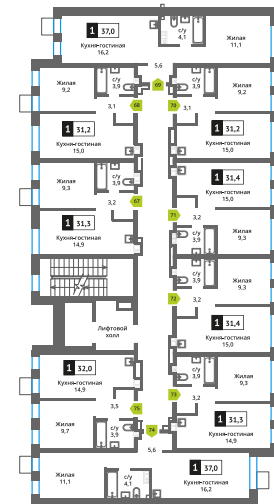 1 37,0
Кухня-гостиная
16,2
с/у
4,1
Жилая
11,1
5,6
Жилая
9,2
с/у
3,9
69
с/у
3,9
Жилая
9,2
3,1
68
70
3,1
1 31,2
Кухня-гостиная
15,0
1 31,2
Кухня-гостиная
15,0
Жилая
9,3
с/у
3,9
1 31,4
Кухня-гостиная
15,0
3,2
67
71
3,2
1 31,3
Кухня-гостиная
14,9
с/у
3,9
Жилая
9,3
с/у
3,9
Жилая
9,3
72
3,2
Лифтовой
холл
1 31,4
Кухня-гостиная
15,0
1 32,0
Кухня-гостиная
14,9
с/у
3,9
Жилая
9,3
3,5
75
73
3,2
Жилая
9,7
с/у
3,9
74
1 31,3
Кухня-гостиная
14,9
5,6
Жилая
11,1
с/у
4,1
1 37,0
Кухня-гостиная
16,2